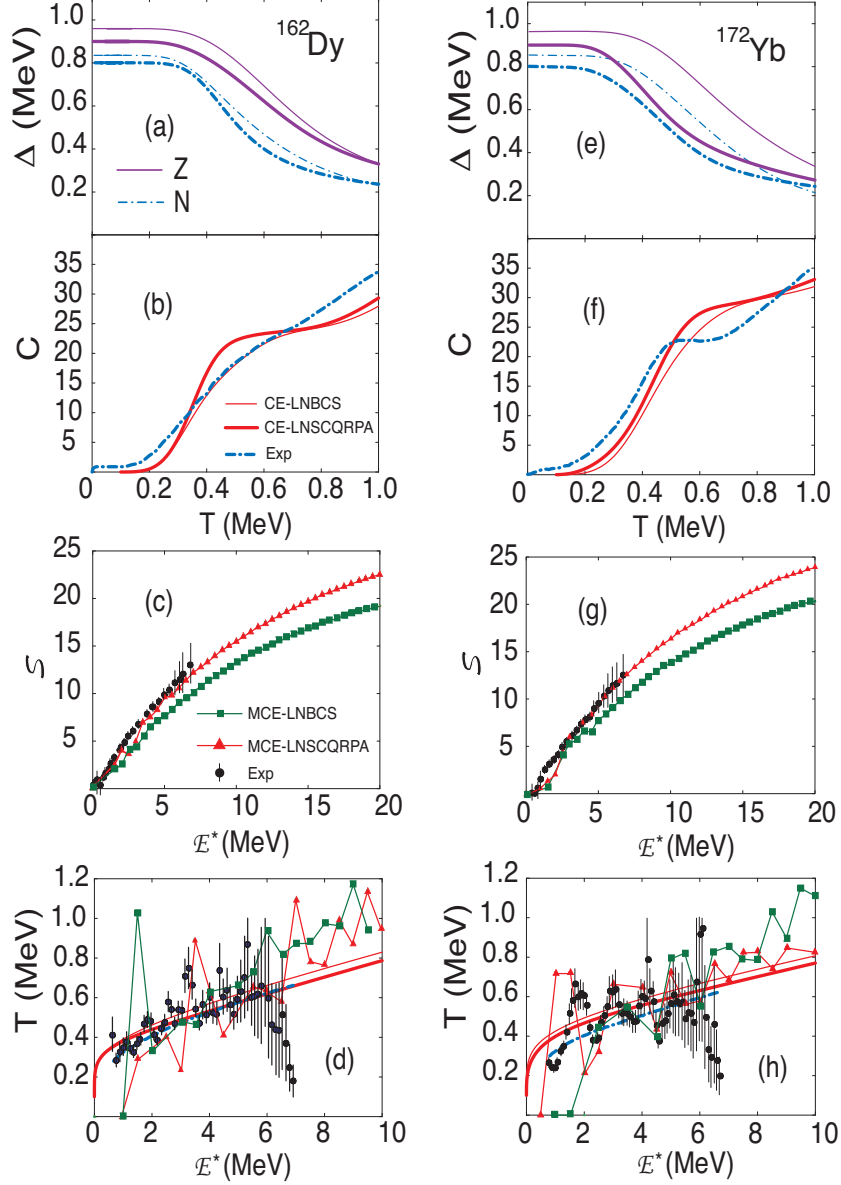 ¹⁶²Dy
Δ (MeV)
1.0
0.8
0.6
0.4
0.2
(a)
Z
N
C
35
30
25
20
15
10
5
(b)
CE-LNBCS
CE-LNSCQRPA
Exp
0 0.2 0.4 0.6 0.8 1.0
T (MeV)
S
25
20
15
10
5
(c)
MCE-LNBCS
MCE-LNSCQRPA
Exp
0 5 10 15 20
ℰ* (MeV)
T (MeV)
1.2
1.0
0.8
0.6
0.4
0.2
(d)
0 2 4 6 8 10
ℰ* (MeV)
¹⁷²Yb
Δ (MeV)
1.0
0.8
0.6
0.4
0.2
(e)
C
35
30
25
20
15
10
5
(f)
0 0.2 0.4 0.6 0.8 1.0
T (MeV)
S
25
20
15
10
5
(g)
0 5 10 15 20
ℰ* (MeV)
T (MeV)
1.2
1.0
0.8
0.6
0.4
0.2
(h)
0 2 4 6 8 10
ℰ* (MeV)